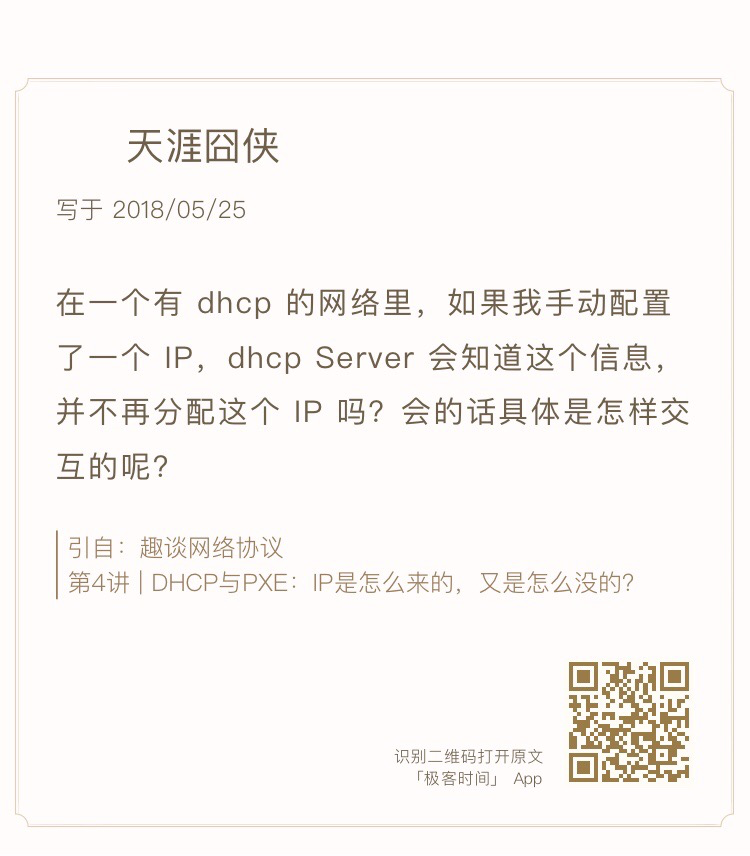 天涯囧侠
写于 2018/05/25
在一个有 dhcp 的网络里，如果我手动配置
了一个 IP，dhcp Server 会知道这个信息，
并不再分配这个 IP 吗？会的话具体是怎样交
互的呢？
引自：趣谈网络协议
第4讲 | DHCP与PXE：IP是怎么来的，又是怎么没的？
识别二维码打开原文
「极客时间」 App